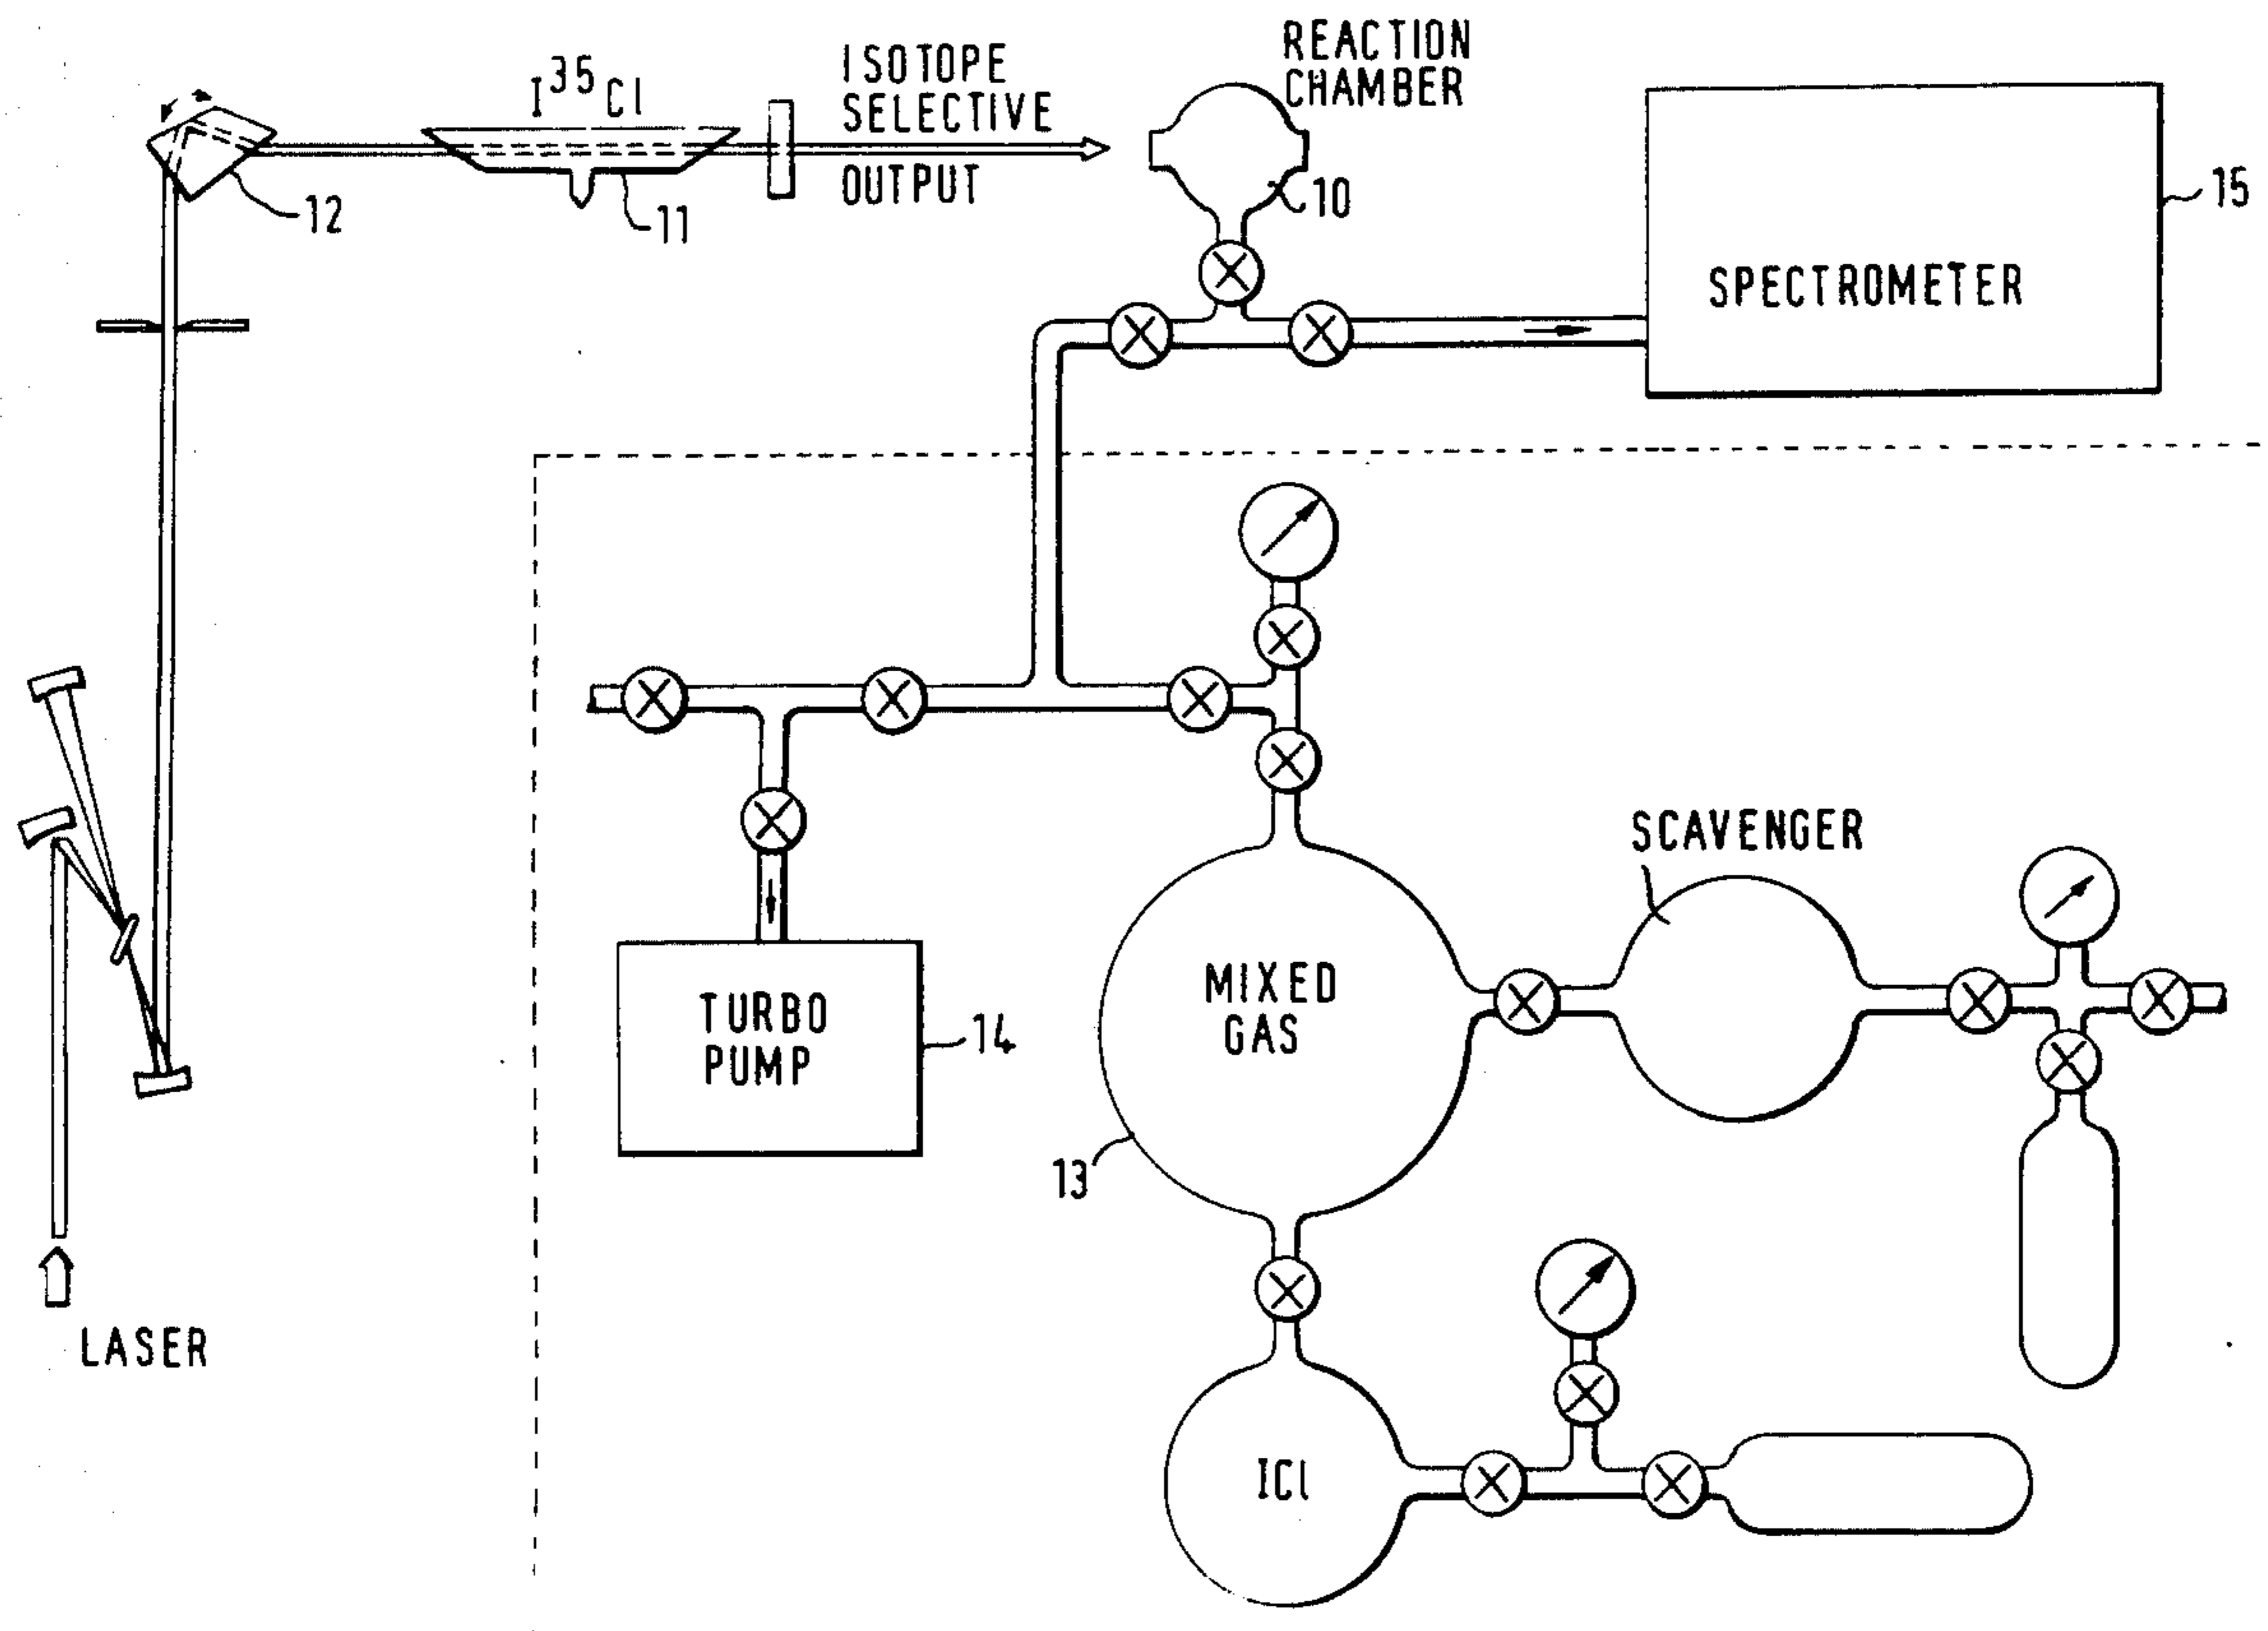 REACTION
CHAMBER
I³⁵Cl
ISOTOPE
SELECTIVE
OUTPUT
12
11
10
15
SPECTROMETER
SCAVENGER
MIXED
GAS
TURBO
PUMP
14
13
LASER
ICl